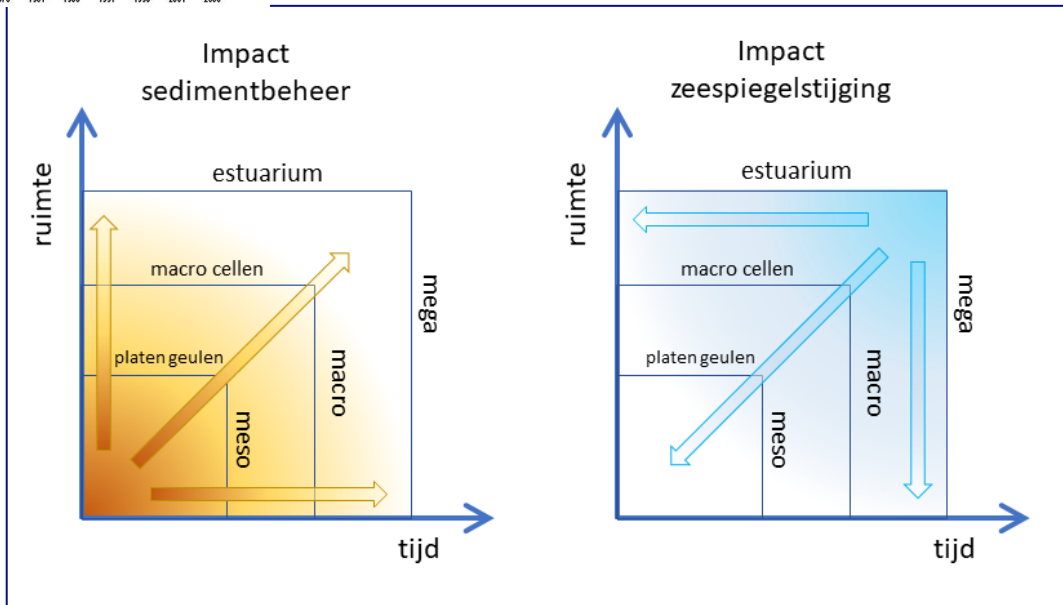 Impact
sedimentbeheer
ruimte
estuarium
macro cellen
platen geulen
meso
macro
mega
tijd
Impact
zeespiegelstijging
ruimte
estuarium
macro cellen
platen geulen
meso
macro
mega
tijd